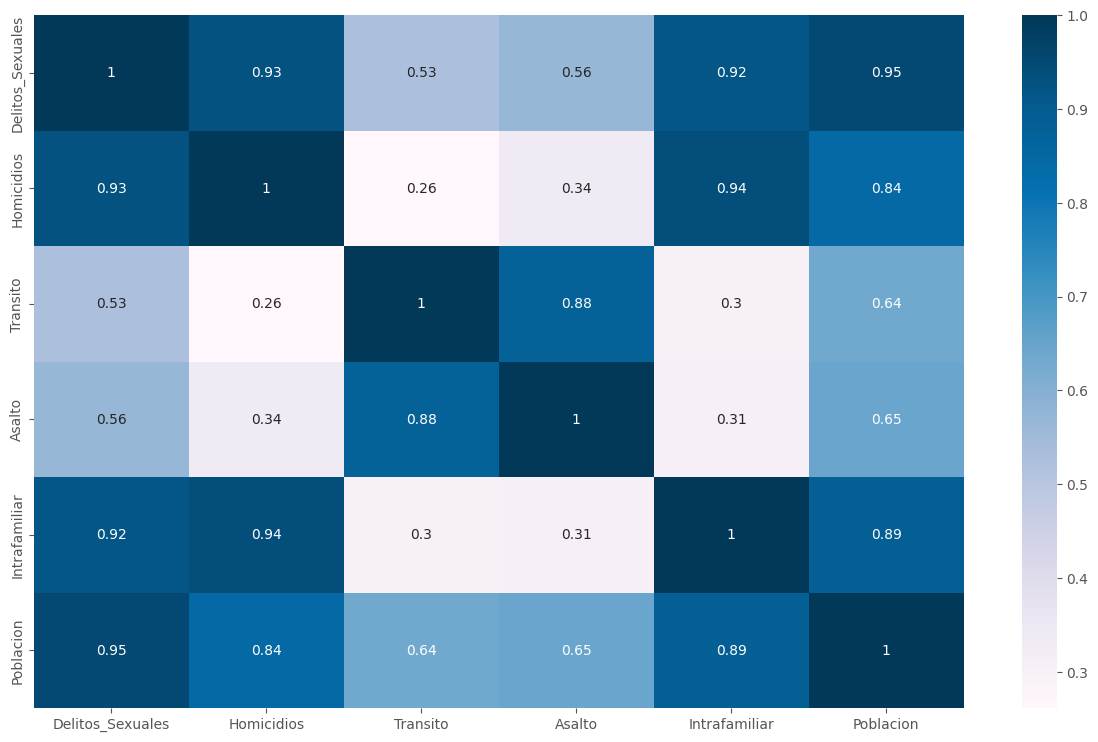 Delitos_Sexuales 1 0.93 0.53 0.56 0.92 0.95
Homicidios 0.93 1 0.26 0.34 0.94 0.84
Transito 0.53 0.26 1 0.88 0.3 0.64
Asalto 0.56 0.34 0.88 1 0.31 0.65
Intrafamiliar 0.92 0.94 0.3 0.31 1 0.89
Poblacion 0.95 0.84 0.64 0.65 0.89 1
Delitos_Sexuales Homicidios Transito Asalto Intrafamiliar Poblacion
1.0
0.9
0.8
0.7
0.6
0.5
0.4
0.3